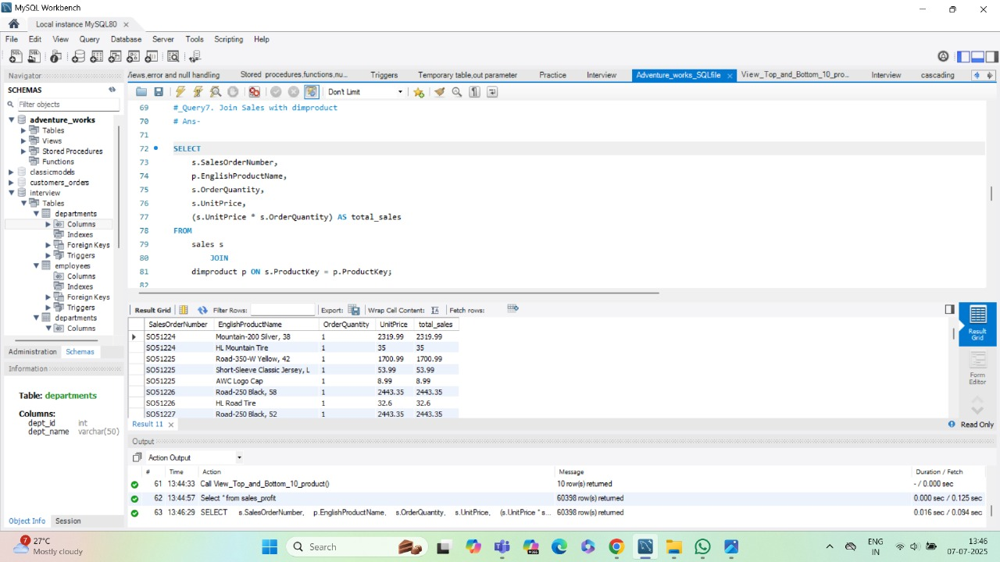 MySQL Workbench
Local instance MySQL80
File Edit View Query Database Server Tools Scripting Help
Navigator
SCHEMAS
Filter objects
adventure_works
Tables
Views
Stored Procedures
Functions
classicmodels
customers_orders
interview
Tables
departments
Columns
Indexes
Foreign Keys
Triggers
employees
Columns
Indexes
Foreign Keys
Triggers
departments
Columns
Administration Schemas
Information
Table: departments
Columns:
dept_id int
dept_name varchar(50)
Object Info Session
Views,error and null handling Stored procedures,functions,nu... Triggers Temporary table,out parameter Practice Interview Adventure_works_SQLfile View_Top_and_Bottom_10_pro... Interview cascading
Don't Limit
69 #_Query7. Join Sales with dimproduct
70 # Ans-
71
72 SELECT
73 s.SalesOrderNumber,
74 p.EnglishProductName,
75 s.OrderQuantity,
76 s.UnitPrice,
77 (s.UnitPrice * s.OrderQuantity) AS total_sales
78 FROM
79 sales s
80 JOIN
81 dimproduct p ON s.ProductKey = p.ProductKey;
82
Result Grid Filter Rows: Export: Wrap Cell Content: Fetch rows:
SalesOrderNumber EnglishProductName OrderQuantity UnitPrice total_sales
SO51224 Mountain-200 Silver, 38 1 2319.99 2319.99
SO51224 HL Mountain Tire 1 35 35
SO51225 Road-350-W Yellow, 42 1 1700.99 1700.99
SO51225 Short-Sleeve Classic Jersey, L 1 53.99 53.99
SO51225 AWC Logo Cap 1 8.99 8.99
SO51226 Road-250 Black, 58 1 2443.35 2443.35
SO51226 HL Road Tire 1 32.6 32.6
SO51227 Road-250 Black, 52 1 2443.35 2443.35
Result Grid
Form Editor
Result 11
Read Only
Output
Action Output
# Time Action Message Duration / Fetch
61 13:44:33 Call View_Top_and_Bottom_10_product() 10 row(s) returned - / 0.000 sec
62 13:44:57 Select * from sales_profit 60398 row(s) returned 0.000 sec / 0.125 sec
63 13:46:29 SELECT s.SalesOrderNumber, p.EnglishProductName, s.OrderQuantity, s.UnitPrice, (s.UnitPrice * s... 60398 row(s) returned 0.016 sec / 0.094 sec
7
27°C
Mostly cloudy
Search
ENG
IN
13:46
07-07-2025